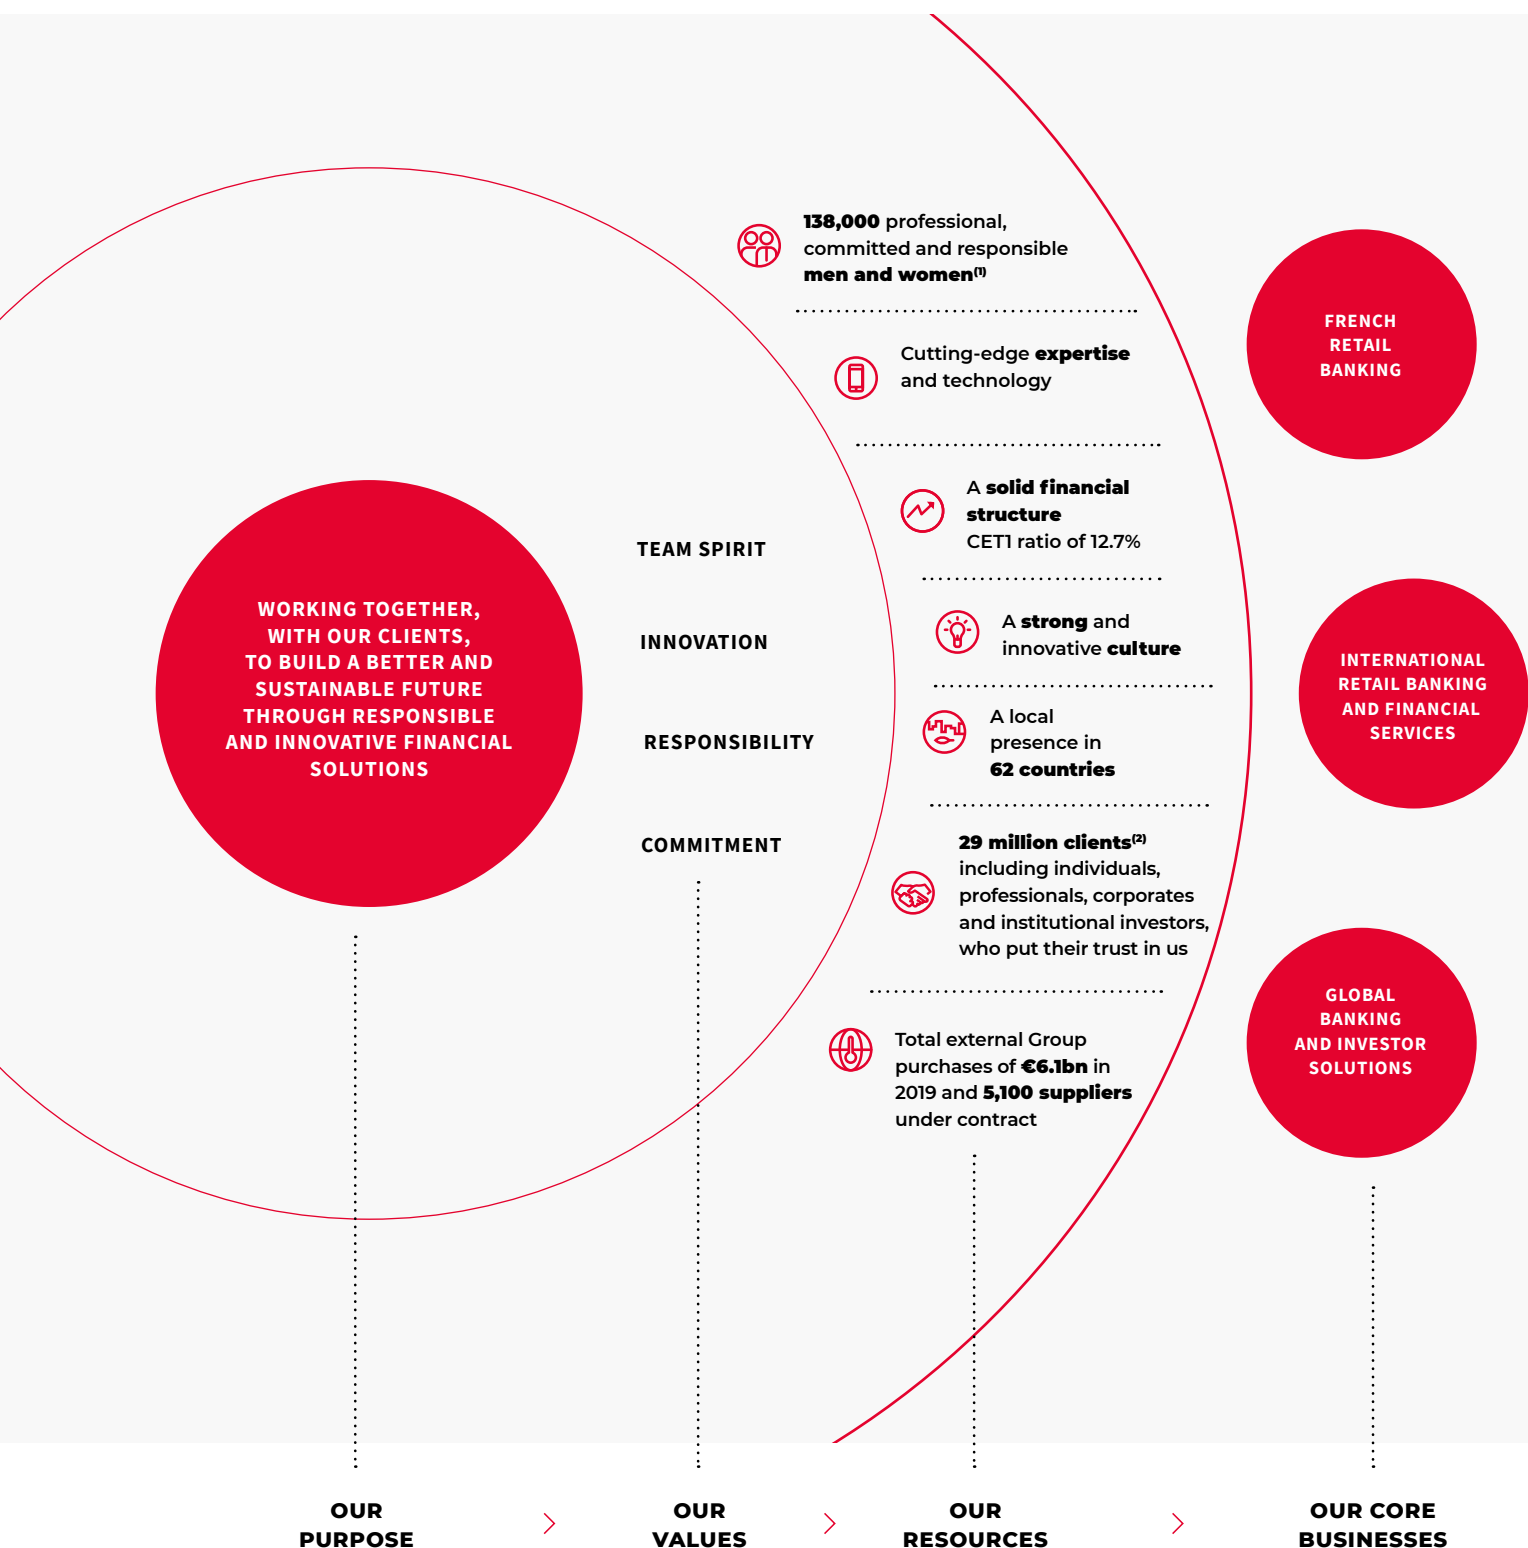 WORKING TOGETHER,
WITH OUR CLIENTS,
TO BUILD A BETTER AND
SUSTAINABLE FUTURE
THROUGH RESPONSIBLE
AND INNOVATIVE FINANCIAL
SOLUTIONS
TEAM SPIRIT
INNOVATION
RESPONSIBILITY
COMMITMENT
138,000 professional,
committed and responsible
men and women(1)
Cutting-edge expertise
and technology
A solid financial
structure
CET1 ratio of 12.7%
A strong and
innovative culture
A local
presence in
62 countries
29 million clients(2)
including individuals,
professionals, corporates
and institutional investors,
who put their trust in us
Total external Group
purchases of €6.1bn in
2019 and 5,100 suppliers
under contract
FRENCH
RETAIL
BANKING
INTERNATIONAL
RETAIL BANKING
AND FINANCIAL
SERVICES
GLOBAL
BANKING
AND INVESTOR
SOLUTIONS
OUR
PURPOSE
OUR
VALUES
OUR
RESOURCES
OUR CORE
BUSINESSES